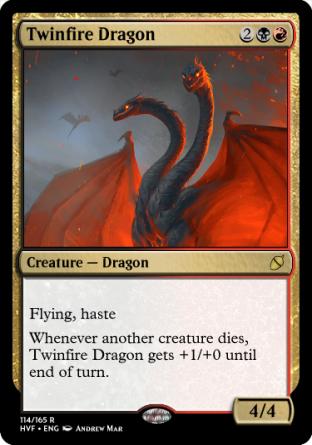 Twinfire Dragon 2
Creature — Dragon
Flying, haste
Whenever another creature dies,
Twinfire Dragon gets +1/+0 until
end of turn.
4/4
114/165 R
HVF • ENG Andrew Mar